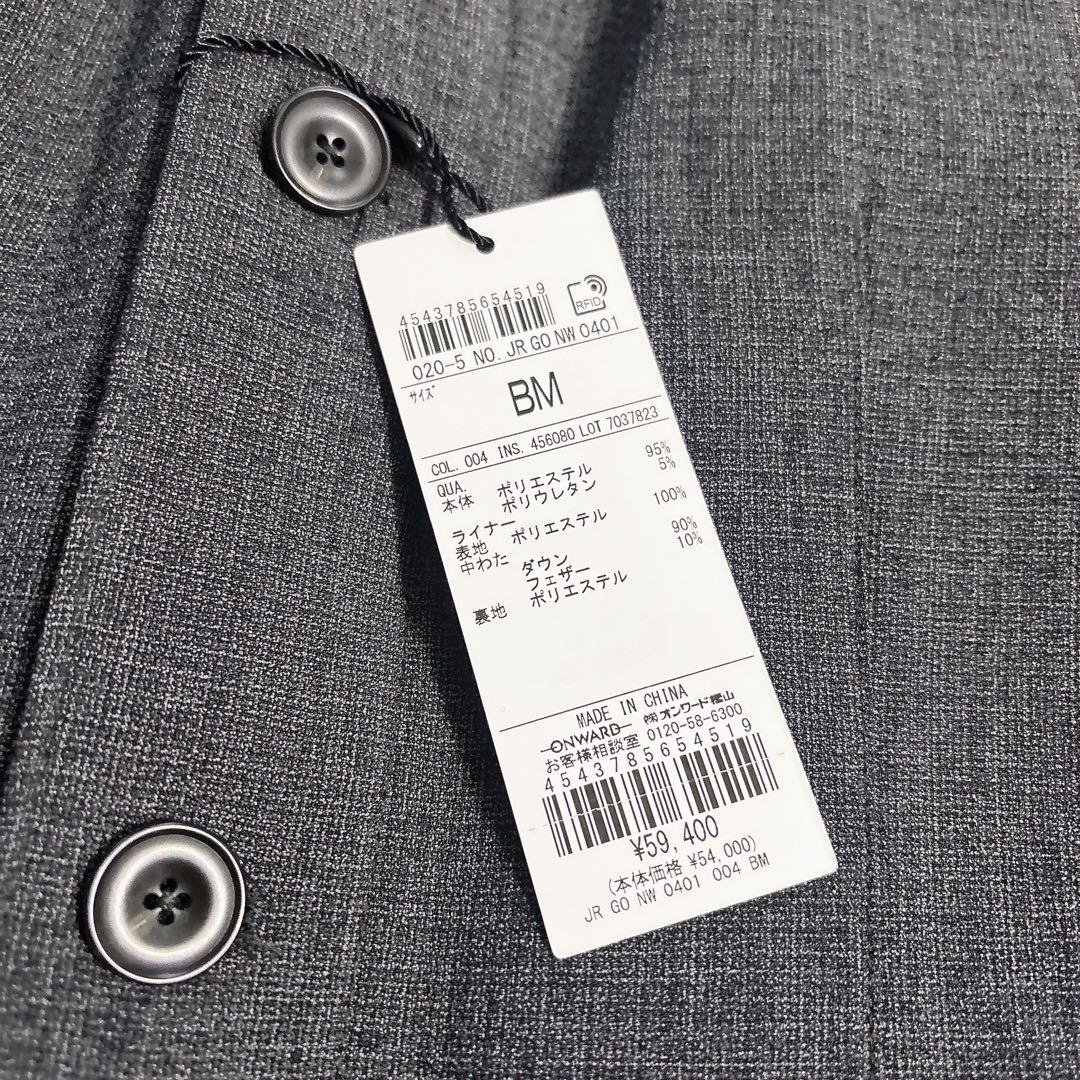 4543785654519
RFID
020-5 NO. JR GO NW 0401
サイズ
BM
COL. 004 INS. 456080 LOT 7037823
QUA.
本体 ポリエステル 95%
ポリウレタン 5%
ライナー
表地 ポリエステル 100%
中わた ダウン 90%
フェザー 10%
裏地 ポリエステル
MADE IN CHINA
ONWARD ㈱オンワード樫山
お客様相談室 0120-58-6300
4543785654519
¥59,400
(本体価格 ¥54,000)
JR GO NW 0401 004 BM